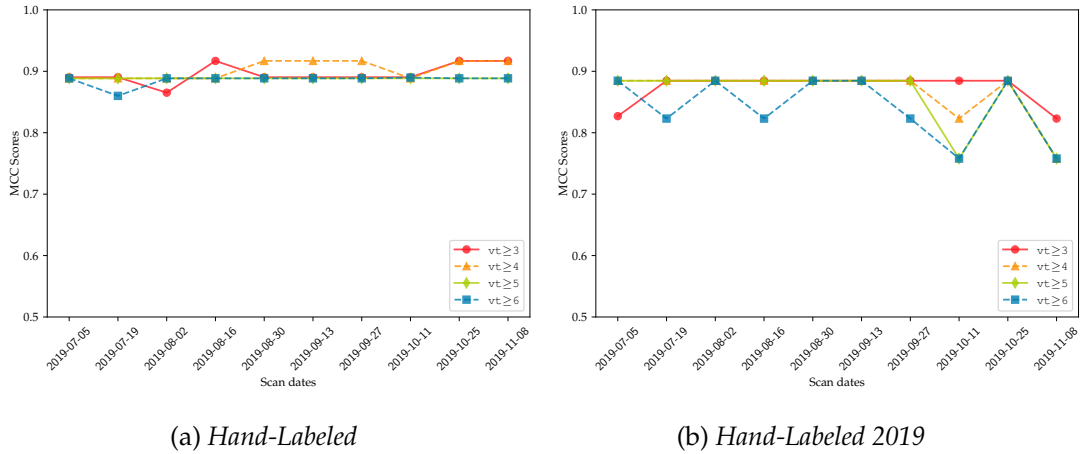 1.0
0.9
0.8
0.7
0.6
0.5
MCC Scores
vt≥3
vt≥4
vt≥5
vt≥6
2019-07-05
2019-07-19
2019-08-02
2019-08-16
2019-08-30
2019-09-13
2019-09-27
2019-10-11
2019-10-25
2019-11-08
Scan dates
(a) Hand-Labeled
1.0
0.9
0.8
0.7
0.6
0.5
MCC Scores
vt≥3
vt≥4
vt≥5
vt≥6
2019-07-05
2019-07-19
2019-08-02
2019-08-16
2019-08-30
2019-09-13
2019-09-27
2019-10-11
2019-10-25
2019-11-08
Scan dates
(b) Hand-Labeled 2019